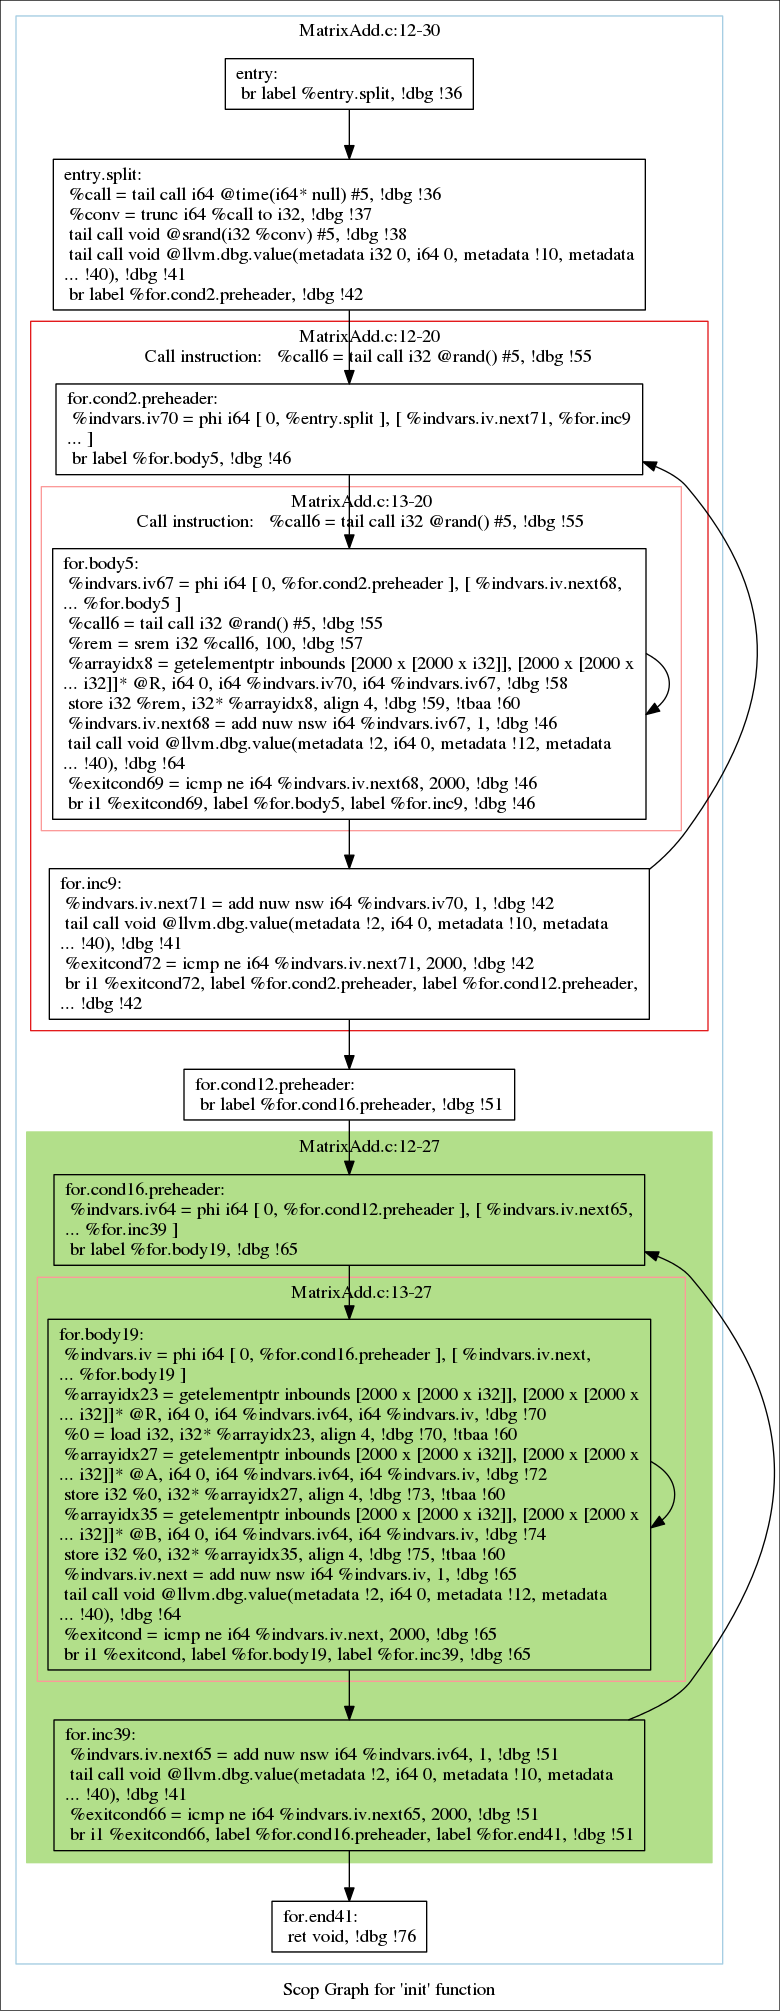 MatrixAdd.c:12-30
entry:
br label %entry.split, !dbg !36
entry.split:
%call = tail call i64 @time(i64* null) #5, !dbg !36
%conv = trunc i64 %call to i32, !dbg !37
tail call void @srand(i32 %conv) #5, !dbg !38
tail call void @llvm.dbg.value(metadata i32 0, i64 0, metadata !10, metadata
... !40), !dbg !41
br label %for.cond2.preheader, !dbg !42
MatrixAdd.c:12-20
Call instruction: %call6 = tail call i32 @rand() #5, !dbg !55
for.cond2.preheader:
%indvars.iv70 = phi i64 [ 0, %entry.split ], [ %indvars.iv.next71, %for.inc9
... ]
br label %for.body5, !dbg !46
MatrixAdd.c:13-20
Call instruction: %call6 = tail call i32 @rand() #5, !dbg !55
for.body5:
%indvars.iv67 = phi i64 [ 0, %for.cond2.preheader ], [ %indvars.iv.next68,
... %for.body5 ]
%call6 = tail call i32 @rand() #5, !dbg !55
%rem = srem i32 %call6, 100, !dbg !57
%arrayidx8 = getelementptr inbounds [2000 x [2000 x i32]], [2000 x [2000 x
... i32]]* @R, i64 0, i64 %indvars.iv70, i64 %indvars.iv67, !dbg !58
store i32 %rem, i32* %arrayidx8, align 4, !dbg !59, !tbaa !60
%indvars.iv.next68 = add nuw nsw i64 %indvars.iv67, 1, !dbg !46
tail call void @llvm.dbg.value(metadata !2, i64 0, metadata !12, metadata
... !40), !dbg !64
%exitcond69 = icmp ne i64 %indvars.iv.next68, 2000, !dbg !46
br i1 %exitcond69, label %for.body5, label %for.inc9, !dbg !46
for.inc9:
%indvars.iv.next71 = add nuw nsw i64 %indvars.iv70, 1, !dbg !42
tail call void @llvm.dbg.value(metadata !2, i64 0, metadata !10, metadata
... !40), !dbg !41
%exitcond72 = icmp ne i64 %indvars.iv.next71, 2000, !dbg !42
br i1 %exitcond72, label %for.cond2.preheader, label %for.cond12.preheader,
... !dbg !42
for.cond12.preheader:
br label %for.cond16.preheader, !dbg !51
MatrixAdd.c:12-27
for.cond16.preheader:
%indvars.iv64 = phi i64 [ 0, %for.cond12.preheader ], [ %indvars.iv.next65,
... %for.inc39 ]
br label %for.body19, !dbg !65
MatrixAdd.c:13-27
for.body19:
%indvars.iv = phi i64 [ 0, %for.cond16.preheader ], [ %indvars.iv.next,
... %for.body19 ]
%arrayidx23 = getelementptr inbounds [2000 x [2000 x i32]], [2000 x [2000 x
... i32]]* @R, i64 0, i64 %indvars.iv64, i64 %indvars.iv, !dbg !70
%0 = load i32, i32* %arrayidx23, align 4, !dbg !70, !tbaa !60
%arrayidx27 = getelementptr inbounds [2000 x [2000 x i32]], [2000 x [2000 x
... i32]]* @A, i64 0, i64 %indvars.iv64, i64 %indvars.iv, !dbg !72
store i32 %0, i32* %arrayidx27, align 4, !dbg !73, !tbaa !60
%arrayidx35 = getelementptr inbounds [2000 x [2000 x i32]], [2000 x [2000 x
... i32]]* @B, i64 0, i64 %indvars.iv64, i64 %indvars.iv, !dbg !74
store i32 %0, i32* %arrayidx35, align 4, !dbg !75, !tbaa !60
%indvars.iv.next = add nuw nsw i64 %indvars.iv, 1, !dbg !65
tail call void @llvm.dbg.value(metadata !2, i64 0, metadata !12, metadata
... !40), !dbg !64
%exitcond = icmp ne i64 %indvars.iv.next, 2000, !dbg !65
br i1 %exitcond, label %for.body19, label %for.inc39, !dbg !65
for.inc39:
%indvars.iv.next65 = add nuw nsw i64 %indvars.iv64, 1, !dbg !51
tail call void @llvm.dbg.value(metadata !2, i64 0, metadata !10, metadata
... !40), !dbg !41
%exitcond66 = icmp ne i64 %indvars.iv.next65, 2000, !dbg !51
br i1 %exitcond66, label %for.cond16.preheader, label %for.end41, !dbg !51
for.end41:
ret void, !dbg !76
Scop Graph for 'init' function